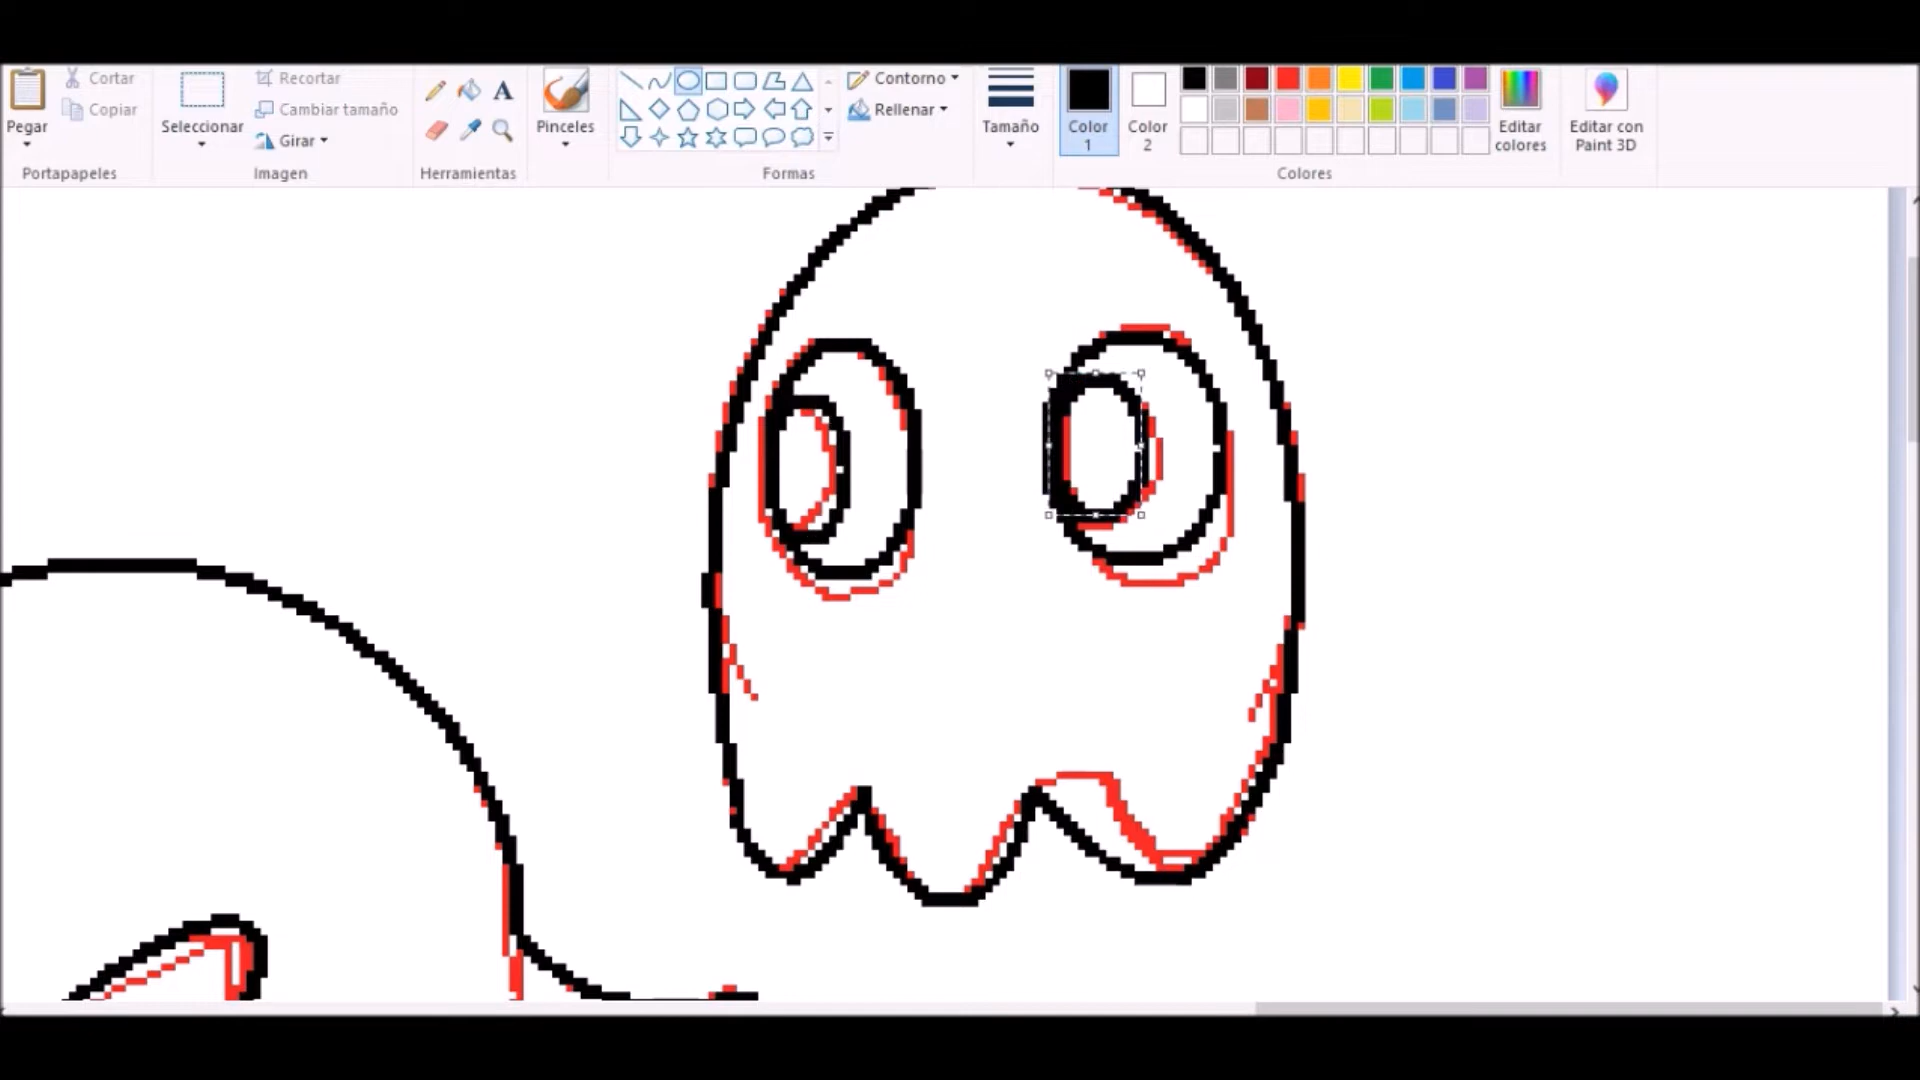 Pegar
Cortar
Copiar
Portapapeles
Seleccionar
Recortar
Cambiar tamaño
Girar
Imagen
A
Herramientas
Pinceles
Formas
Contorno
Rellenar
Tamaño
Color
1
Color
2
Colores
Editar
colores
Editar con
Paint 3D